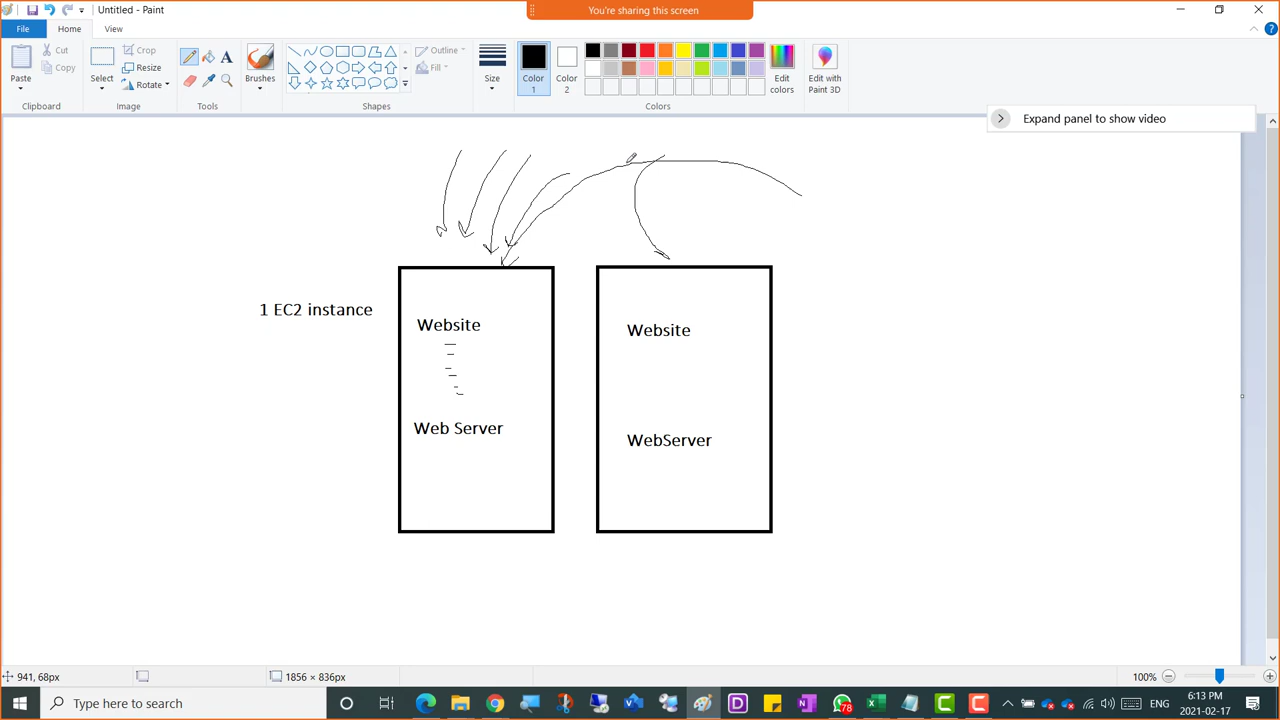 Untitled - Paint
You're sharing this screen
File
Home
View
Paste
Cut
Copy
Clipboard
Select
Crop
Resize
Rotate
Image
Tools
Brushes
Shapes
Outline
Fill
Size
Color
1
Color
2
Colors
Edit
colors
Edit with
Paint 3D
Expand panel to show video
1 EC2 instance
Website
Web Server
Website
WebServer
941, 68px
1856 × 836px
100%
Type here to search
78
ENG
6:13 PM
2021-02-17